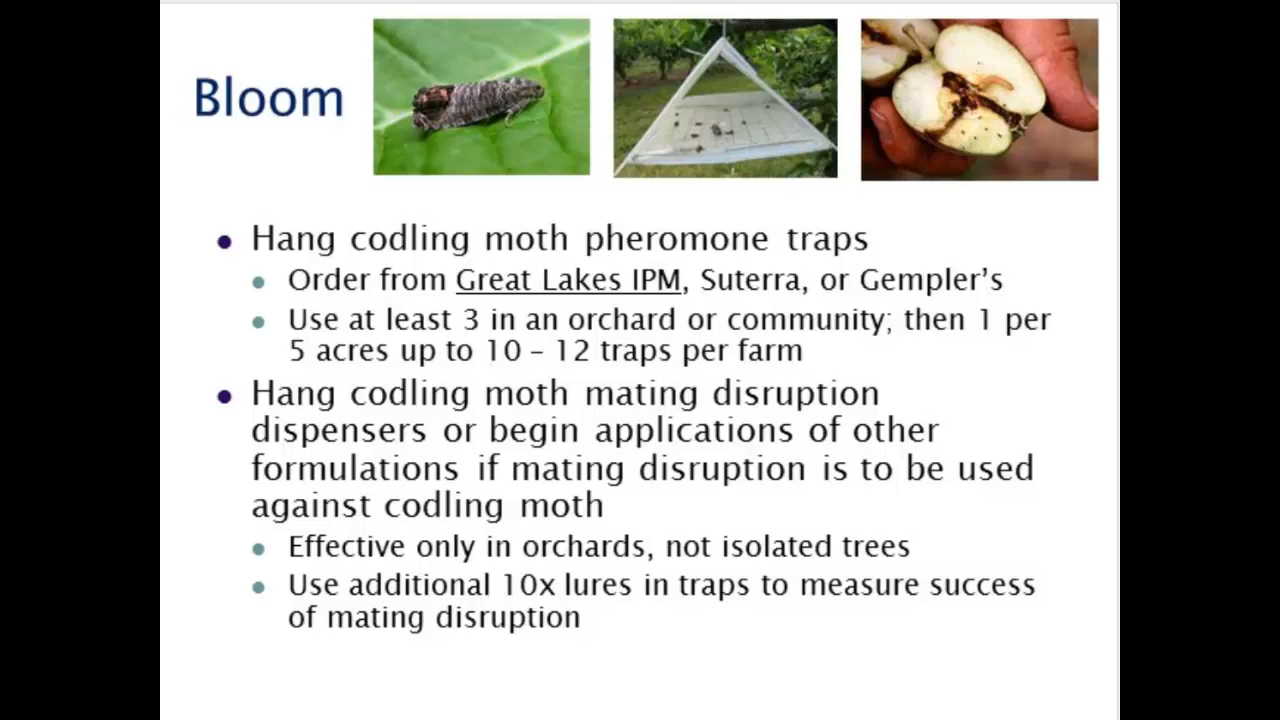 Bloom
Hang codling moth pheromone traps
Order from Great Lakes IPM, Suterra, or Gempler's
Use at least 3 in an orchard or community; then 1 per
5 acres up to 10 – 12 traps per farm
Hang codling moth mating disruption
dispensers or begin applications of other
formulations if mating disruption is to be used
against codling moth
Effective only in orchards, not isolated trees
Use additional 10x lures in traps to measure success
of mating disruption